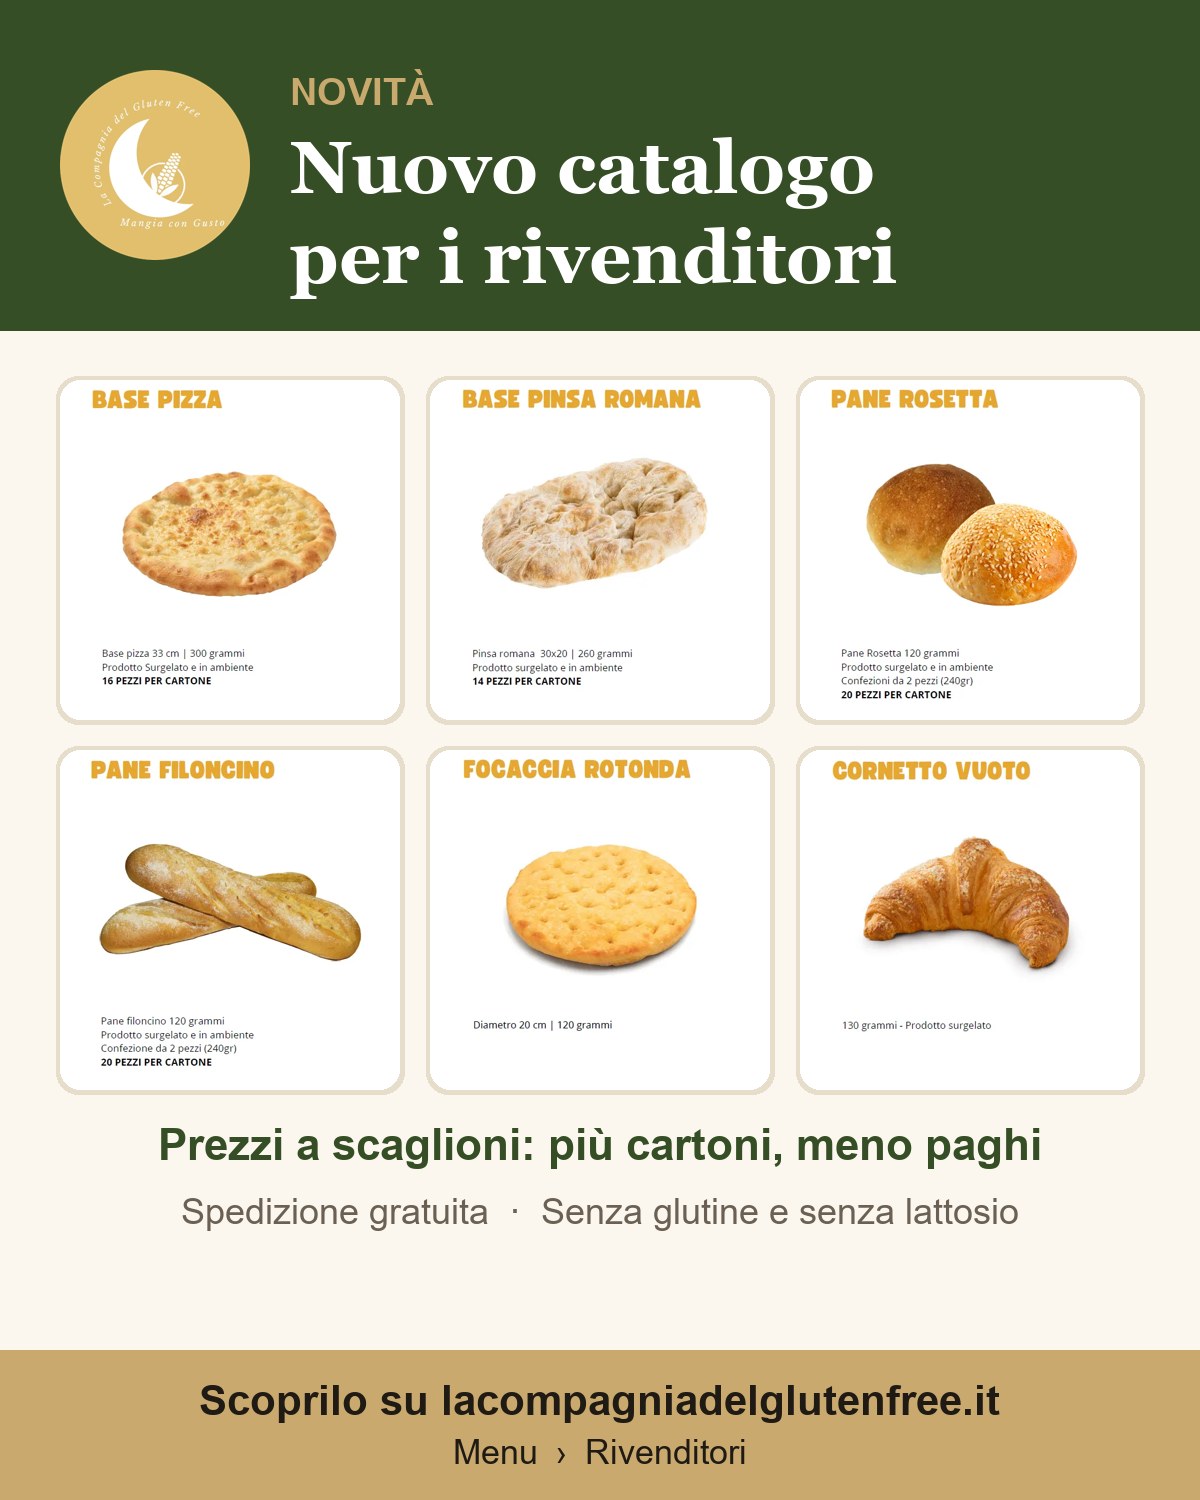 La Compagnia del Gluten Free
Mangia con Gusto
NOVITÀ
Nuovo catalogo
per i rivenditori
BASE PIZZA
Base pizza 33 cm | 300 grammi
Prodotto Surgelato e in ambiente
16 PEZZI PER CARTONE
BASE PINSA ROMANA
Pinsa romana 30x20 | 260 grammi
Prodotto surgelato e in ambiente
14 PEZZI PER CARTONE
PANE ROSETTA
Pane Rosetta 120 grammi
Prodotto surgelato e in ambiente
Confezioni da 2 pezzi (240gr)
20 PEZZI PER CARTONE
PANE FILONCINO
Pane filoncino 120 grammi
Prodotto surgelato e in ambiente
Confezione da 2 pezzi (240gr)
20 PEZZI PER CARTONE
FOCACCIA ROTONDA
Diametro 20 cm | 120 grammi
CORNETTO VUOTO
130 grammi - Prodotto surgelato
Prezzi a scaglioni: più cartoni, meno paghi
Spedizione gratuita · Senza glutine e senza lattosio
Scoprilo su lacompagniadelglutenfree.it
Menu › Rivenditori